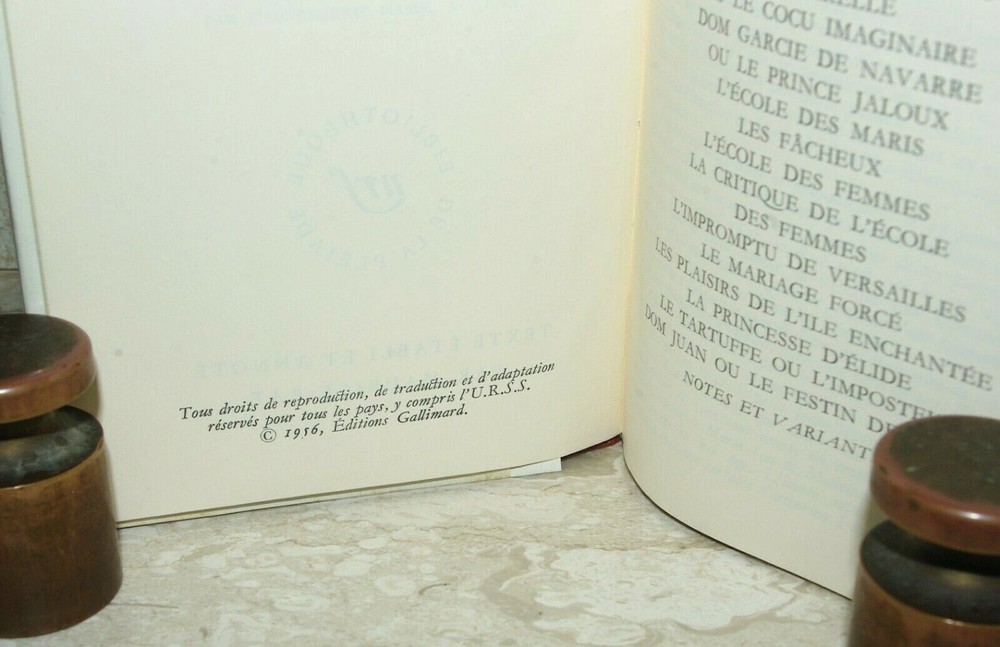 Tous droits de reproduction, de traduction et d'adaptation
réservés pour tous les pays, y compris l'U.R.S.S.
© 1956, Éditions Gallimard.
LE COCU IMAGINAIRE
DOM GARCIE DE NAVARRE
OU LE PRINCE JALOUX
L'ÉCOLE DES MARIS
LES FÂCHEUX
L'ÉCOLE DES FEMMES
LA CRITIQUE DE L'ÉCOLE
DES FEMMES
L'IMPROMPTU DE VERSAILLES
LE MARIAGE FORCÉ
LES PLAISIRS DE L'ILE ENCHANTÉE
LA PRINCESSE D'ÉLIDE
LE TARTUFFE OU L'IMPOSTE
DOM JUAN OU LE FESTIN DE
NOTES ET VARIANT